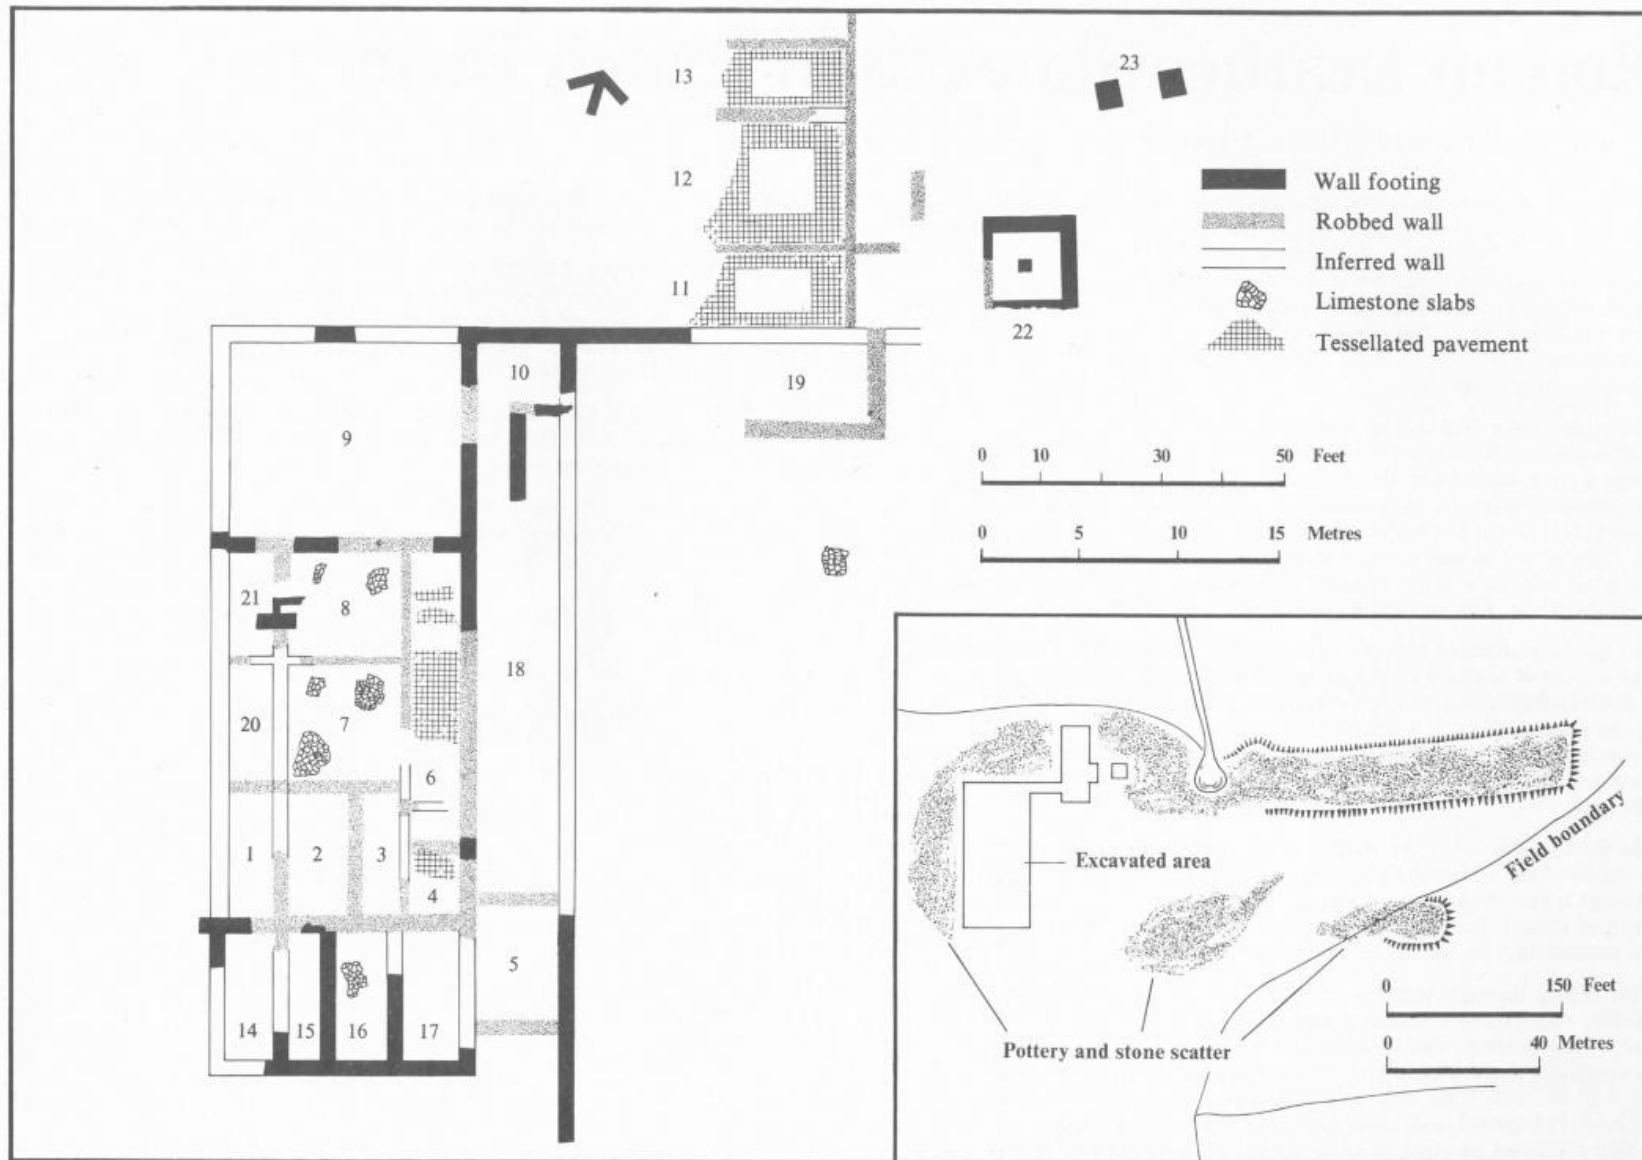 13
23
12
Wall footing
Robbed wall
Inferred wall
11
Limestone slabs
22
Tessellated pavement
10
19
9
0 10 30 50 Feet
0 5 10 15 Metres
21
8
18
20
7
6
1
2
3
4
5
14
15
16
17
Excavated area
Field boundary
Pottery and stone scatter
0 150 Feet
0 40 Metres